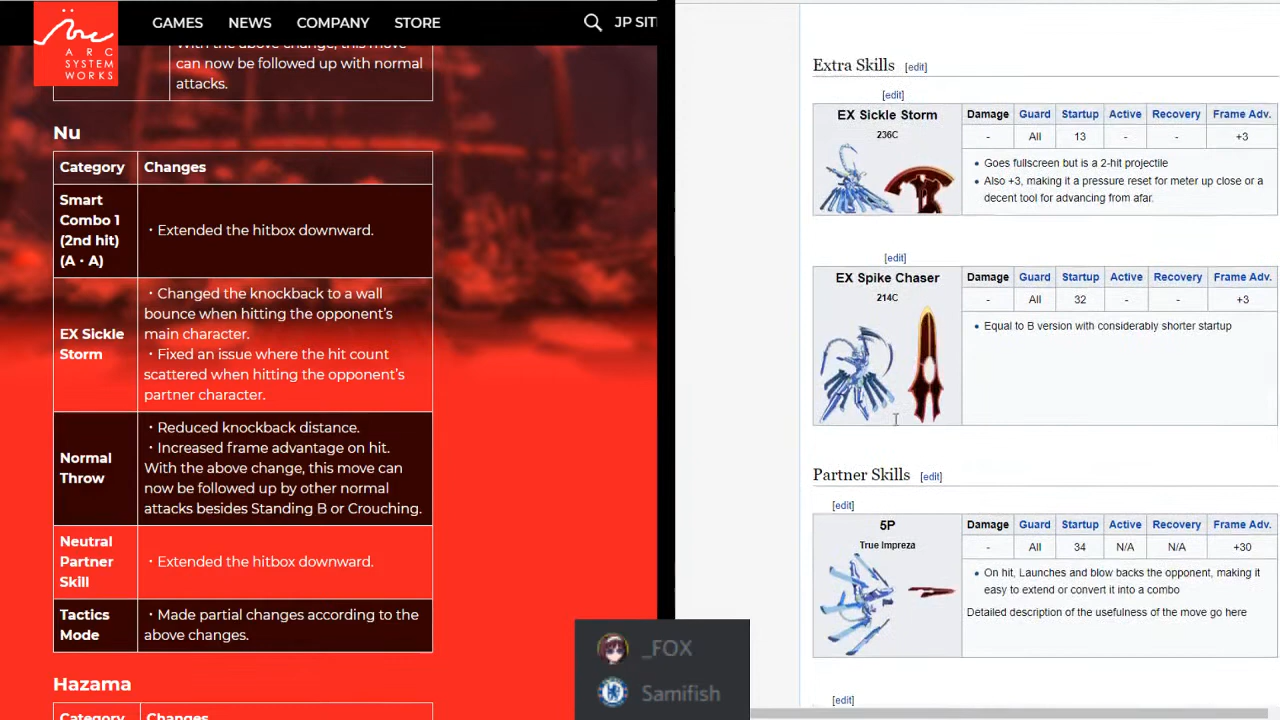 ARC
SYSTEM
WORKS
GAMES NEWS COMPANY STORE JP SIT
With the above change, this move
can now be followed up with normal
attacks.
Nu
Category Changes
Smart
Combo 1
(2nd hit)
(A・A)
・Extended the hitbox downward.
EX Sickle
Storm
・Changed the knockback to a wall
bounce when hitting the opponent's
main character.
・Fixed an issue where the hit count
scattered when hitting the opponent's
partner character.
Normal
Throw
・Reduced knockback distance.
・Increased frame advantage on hit.
With the above change, this move can
now be followed up by other normal
attacks besides Standing B or Crouching.
Neutral
Partner
Skill
・Extended the hitbox downward.
Tactics
Mode
・Made partial changes according to the
above changes.
Hazama
Category Changes
Extra Skills [edit]
[edit]
EX Sickle Storm
236C
Damage Guard Startup Active Recovery Frame Adv.
- All 13 - - +3
Goes fullscreen but is a 2-hit projectile
Also +3, making it a pressure reset for meter up close or a
decent tool for advancing from afar.
[edit]
EX Spike Chaser
214C
Damage Guard Startup Active Recovery Frame Adv.
- All 32 - - +3
Equal to B version with considerably shorter startup
Partner Skills [edit]
[edit]
5P
True Impreza
Damage Guard Startup Active Recovery Frame Adv.
- All 34 N/A N/A +30
On hit, Launches and blow backs the opponent, making it
easy to extend or convert it into a combo
Detailed description of the usefulness of the move go here
[edit]
_FOX
Samifish